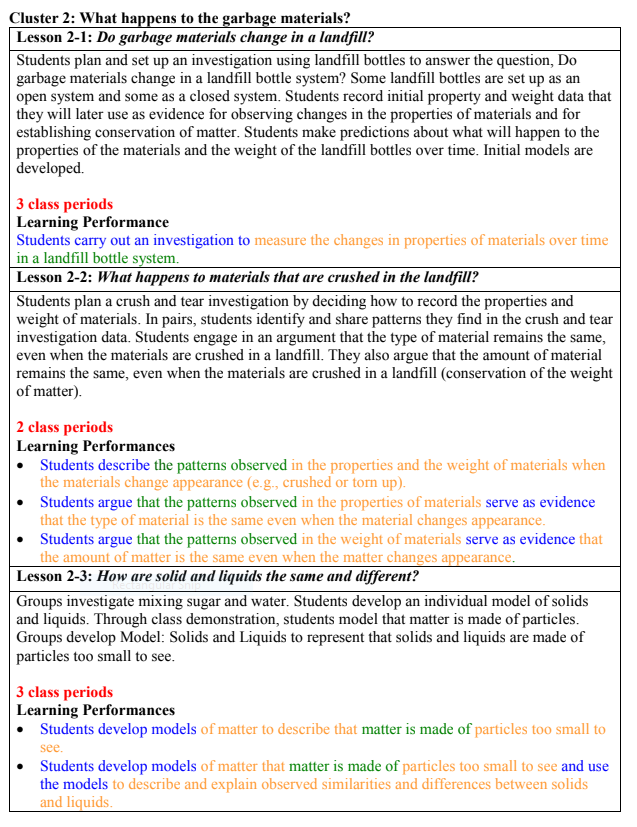 Cluster 2: What happens to the garbage materials?
Lesson 2-1: Do garbage materials change in a landfill?
Students plan and set up an investigation using landfill bottles to answer the question, Do
garbage materials change in a landfill bottle system? Some landfill bottles are set up as an
open system and some as a closed system. Students record initial property and weight data that
they will later use as evidence for observing changes in the properties of materials and for
establishing conservation of matter. Students make predictions about what will happen to the
properties of the materials and the weight of the landfill bottles over time. Initial models are
developed.
3 class periods
Learning Performance
Students carry out an investigation to measure the changes in properties of materials over time
in a landfill bottle system.
Lesson 2-2: What happens to materials that are crushed in the landfill?
Students plan a crush and tear investigation by deciding how to record the properties and
weight of materials. In pairs, students identify and share patterns they find in the crush and tear
investigation data. Students engage in an argument that the type of material remains the same,
even when the materials are crushed in a landfill. They also argue that the amount of material
remains the same, even when the materials are crushed in a landfill (conservation of the weight
of matter).
2 class periods
Learning Performances
• Students describe the patterns observed in the properties and the weight of materials when
the materials change appearance (e.g., crushed or torn up).
• Students argue that the patterns observed in the properties of materials serve as evidence
that the type of material is the same even when the material changes appearance.
• Students argue that the patterns observed in the weight of materials serve as evidence that
the amount of matter is the same even when the matter changes appearance.
Lesson 2-3: How are solid and liquids the same and different?
Groups investigate mixing sugar and water. Students develop an individual model of solids
and liquids. Through class demonstration, students model that matter is made of particles.
Groups develop Model: Solids and Liquids to represent that solids and liquids are made of
particles too small to see.
3 class periods
Learning Performances
• Students develop models of matter to describe that matter is made of particles too small to
see.
• Students develop models of matter that matter is made of particles too small to see and use
the models to describe and explain observed similarities and differences between solids
and liquids.